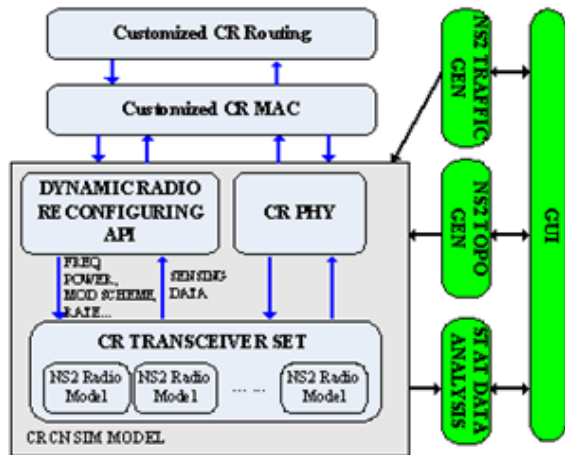 Customized CR Routing
Customized CR MAC
DYNAMIC RADIO
RE CONFIGURING
API
CR PHY
FREQ
POWER,
MOD SCHEME,
RATE...
SENSING
DATA
CR TRANSCEIVER SET
NS2 Radio
Model
NS2 Radio
Model
... ...
NS2 Radio
Model
CRCN SIM MODEL
NS2 TRAFFIC
GEN
NS2 TOPO
GEN
STAT DATA
ANALYSIS
GUI